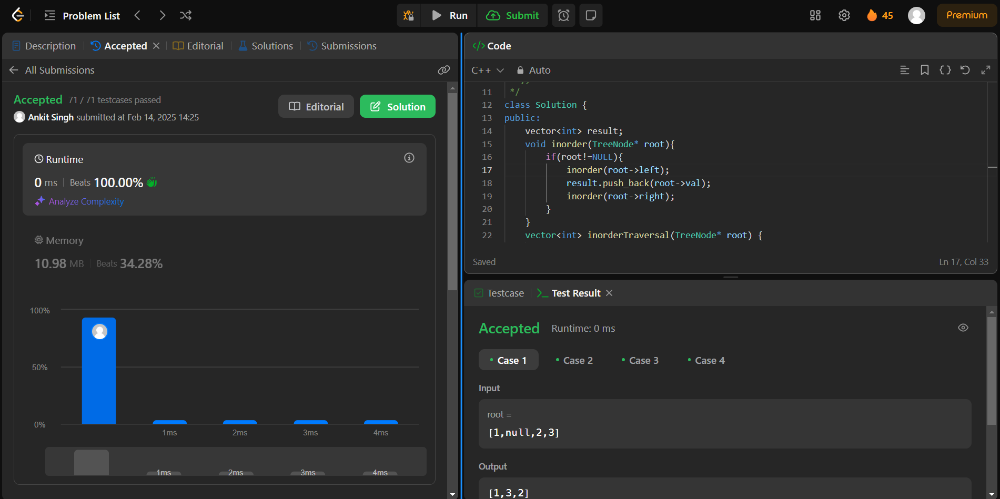 Problem List
Run
Submit
45
Premium
Description
Accepted
Editorial
Solutions
Submissions
All Submissions
Accepted 71 / 71 testcases passed
Ankit Singh submitted at Feb 14, 2025 14:25
Editorial
Solution
Runtime
0 ms | Beats 100.00%
Analyze Complexity
Memory
10.98 MB | Beats 34.28%
100%
50%
0%
1ms 2ms 3ms 4ms
1ms 2ms 3ms 4ms
</> Code
C++ Auto
11 */
12 class Solution {
13 public:
14 vector<int> result;
15 void inorder(TreeNode* root){
16 if(root!=NULL){
17 inorder(root->left);
18 result.push_back(root->val);
19 inorder(root->right);
20 }
21 }
22 vector<int> inorderTraversal(TreeNode* root) {
Saved
Ln 17, Col 33
Testcase
Test Result
Accepted Runtime: 0 ms
Case 1
Case 2
Case 3
Case 4
Input
root =
[1,null,2,3]
Output
[1,3,2]